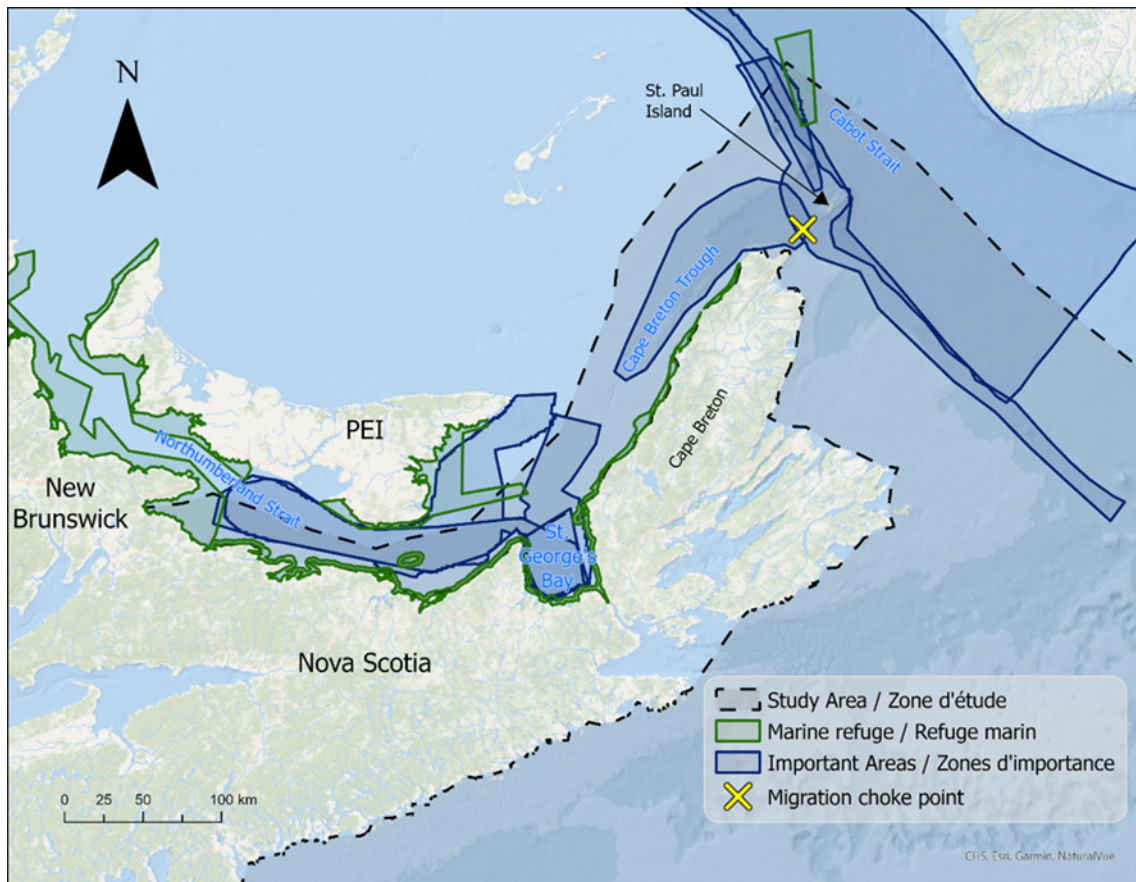 N
St. Paul
Island
Cabot Strait
Cape Breton Trough
Cape Breton
PEI
Northumberland Strait
New
Brunswick
St.
George's
Bay
Nova Scotia
Study Area / Zone d'étude
Marine refuge / Refuge marin
Important Areas / Zones d'importance
Migration choke point
0 25 50 100 km
CHS, Esri, Garmin, NaturalVue